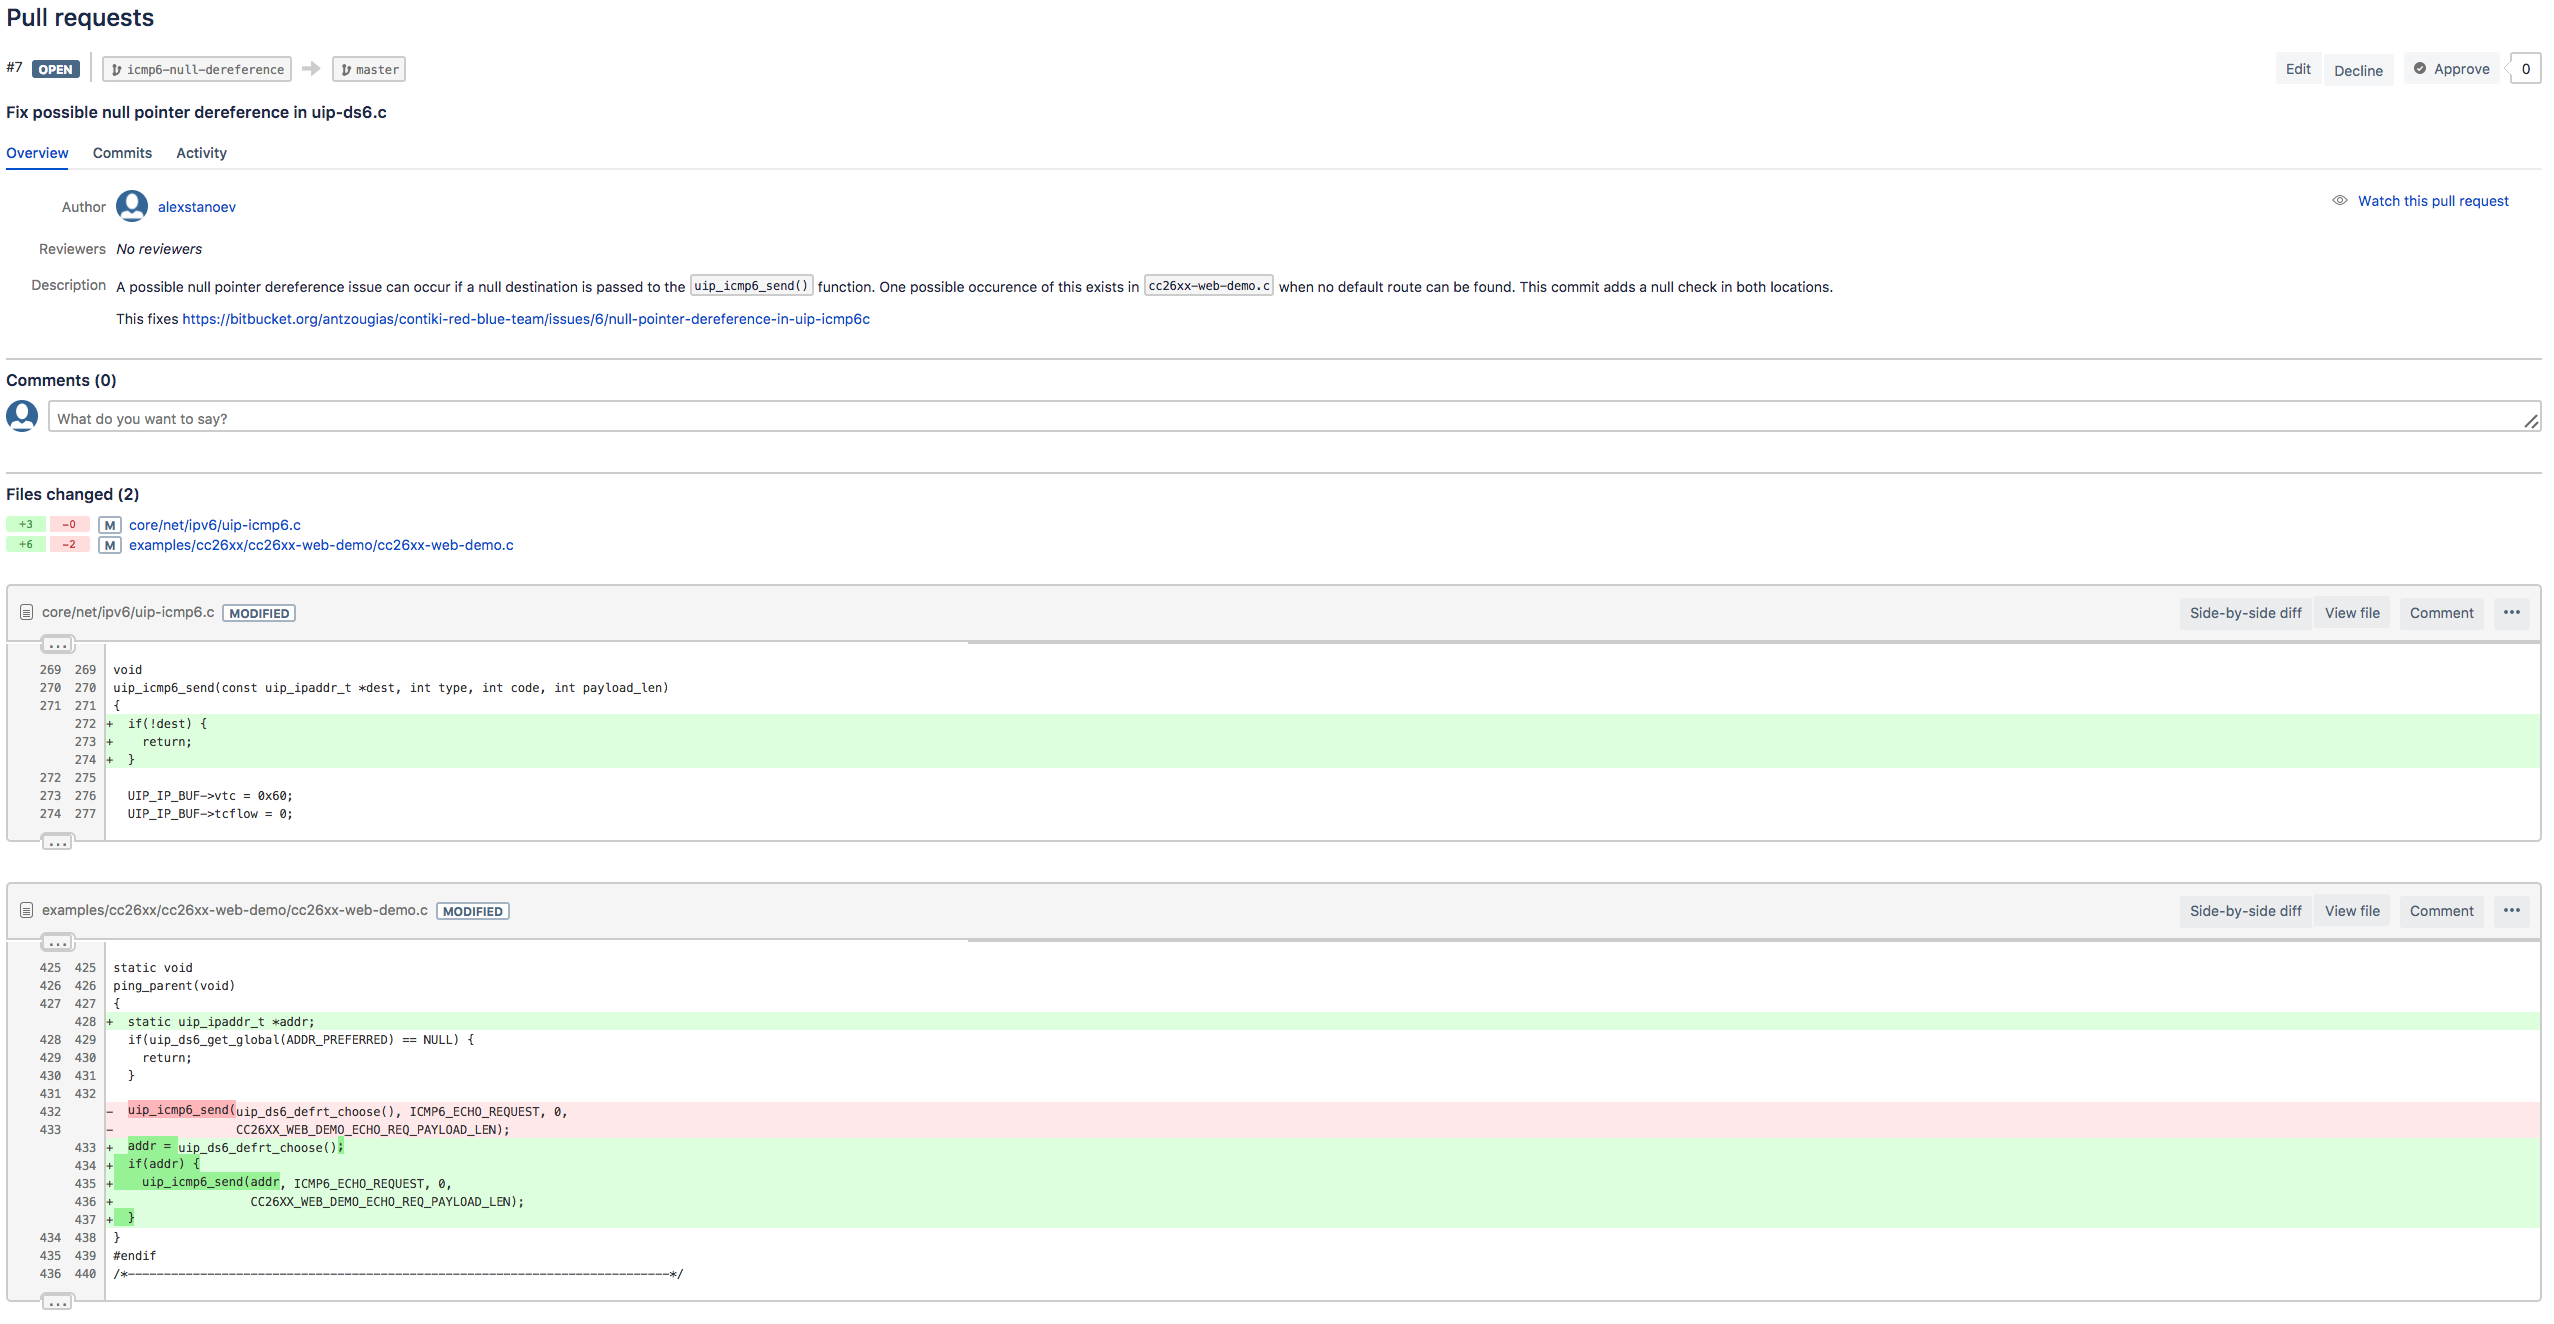 Pull requests
#7 OPEN icmp6-null-dereference master Edit Decline Approve 0
Fix possible null pointer dereference in uip-ds6.c
Overview Commits Activity
Author alexstanoev Watch this pull request
Reviewers No reviewers
Description A possible null pointer dereference issue can occur if a null destination is passed to the uip_icmp6_send() function. One possible occurence of this exists in cc26xx-web-demo.c when no default route can be found. This commit adds a null check in both locations.
This fixes https://bitbucket.org/antzougias/contiki-red-blue-team/issues/6/null-pointer-dereference-in-uip-icmp6c
Comments (0)
What do you want to say?
Files changed (2)
+3 -0 M core/net/ipv6/uip-icmp6.c
+6 -2 M examples/cc26xx/cc26xx-web-demo/cc26xx-web-demo.c
core/net/ipv6/uip-icmp6.c MODIFIED Side-by-side diff View file Comment •••
...
269 269 void
270 270 uip_icmp6_send(const uip_ipaddr_t *dest, int type, int code, int payload_len)
271 271 {
272 + if(!dest) {
273 + return;
274 + }
272 275
273 276 UIP_IP_BUF->vtc = 0x60;
274 277 UIP_IP_BUF->tcflow = 0;
...
examples/cc26xx/cc26xx-web-demo/cc26xx-web-demo.c MODIFIED Side-by-side diff View file Comment •••
...
425 425 static void
426 426 ping_parent(void)
427 427 {
428 + static uip_ipaddr_t *addr;
428 429 if(uip_ds6_get_global(ADDR_PREFERRED) == NULL) {
429 430 return;
430 431 }
431 432
432 - uip_icmp6_send(uip_ds6_defrt_choose(), ICMP6_ECHO_REQUEST, 0,
433 - CC26XX_WEB_DEMO_ECHO_REQ_PAYLOAD_LEN);
433 + addr = uip_ds6_defrt_choose();
434 + if(addr) {
435 + uip_icmp6_send(addr, ICMP6_ECHO_REQUEST, 0,
436 + CC26XX_WEB_DEMO_ECHO_REQ_PAYLOAD_LEN);
437 + }
434 438 }
435 439 #endif
436 440 /*---------------------------------------------------------------------------*/
...